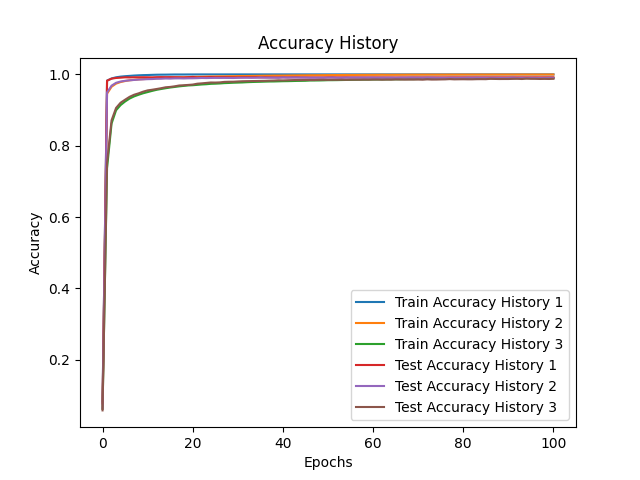 Accuracy History
1.0
0.8
0.6
0.4
0.2
Accuracy
Train Accuracy History 1
Train Accuracy History 2
Train Accuracy History 3
Test Accuracy History 1
Test Accuracy History 2
Test Accuracy History 3
0 20 40 60 80 100
Epochs